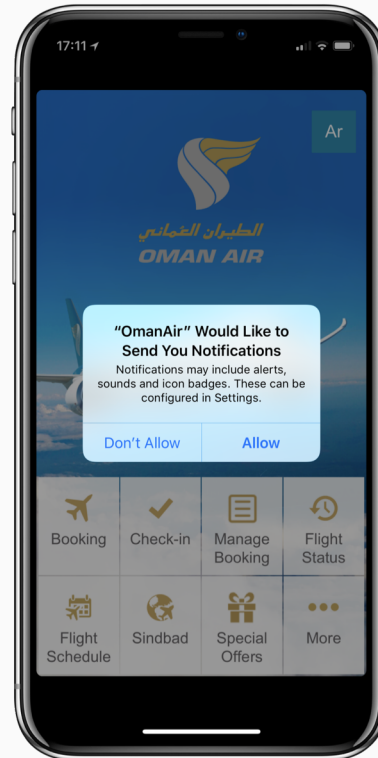 17:11
Ar
الطيران العماني
OMAN AIR
“OmanAir” Would Like to
Send You Notifications
Notifications may include alerts,
sounds and icon badges. These can be
configured in Settings.
Don’t Allow
Allow
Booking
Check-in
Manage
Booking
Flight
Status
Flight
Schedule
Sindbad
Special
Offers
More